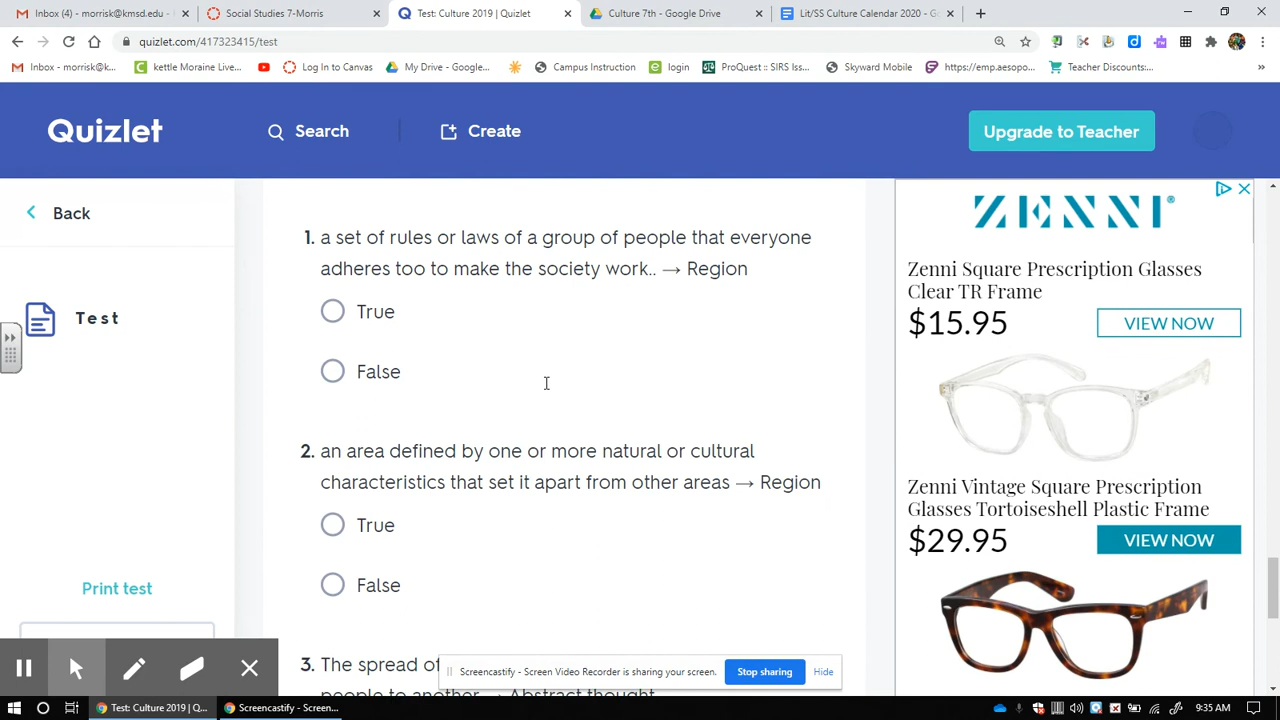 Inbox (4) - morrisk@kmsd.edu -
Social Studies 7-Morris
Test: Culture 2019 | Quizlet
Culture 7th - Google Drive
Lit/SS Culture Calendar 2020 - G
quizlet.com/417323415/test
Inbox - morrisk@k...
kettle Moraine Live...
Log In to Canvas
My Drive - Google...
Campus Instruction
login
ProQuest :: SIRS Iss...
Skyward Mobile
https://emp.aesopo...
Teacher Discounts:...
Quizlet
Search
Create
Upgrade to Teacher
Back
Test
Print test
1. a set of rules or laws of a group of people that everyone
adheres too to make the society work.. → Region
True
False
2. an area defined by one or more natural or cultural
characteristics that set it apart from other areas → Region
True
False
3. The spread of
people to another → Abstract thought
ZENNI®
Zenni Square Prescription Glasses
Clear TR Frame
$15.95
VIEW NOW
Zenni Vintage Square Prescription
Glasses Tortoiseshell Plastic Frame
$29.95
VIEW NOW
Screencastify - Screen Video Recorder is sharing your screen.
Stop sharing
Hide
Test: Culture 2019 | Q...
Screencastify - Screen...
9:35 AM